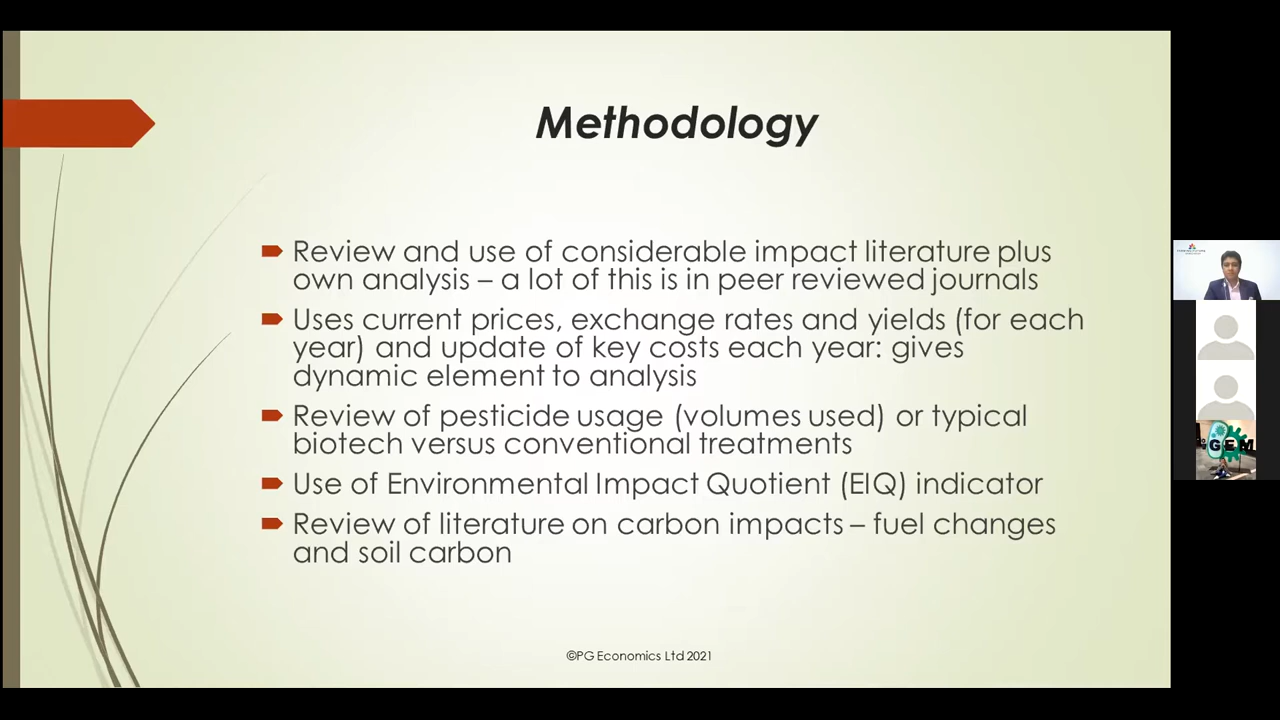 Methodology
Review and use of considerable impact literature plus
own analysis – a lot of this is in peer reviewed journals
Uses current prices, exchange rates and yields (for each
year) and update of key costs each year: gives
dynamic element to analysis
Review of pesticide usage (volumes used) or typical
biotech versus conventional treatments
Use of Environmental Impact Quotient (EIQ) indicator
Review of literature on carbon impacts – fuel changes
and soil carbon
©PG Economics Ltd 2021
GEM